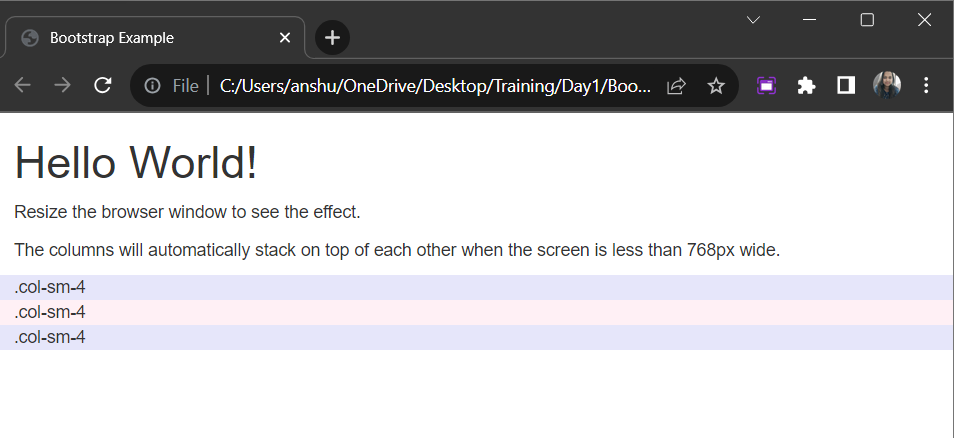 Bootstrap Example
File
C:/Users/anshu/OneDrive/Desktop/Training/Day1/Boo...
Hello World!
Resize the browser window to see the effect.
The columns will automatically stack on top of each other when the screen is less than 768px wide.
.col-sm-4
.col-sm-4
.col-sm-4